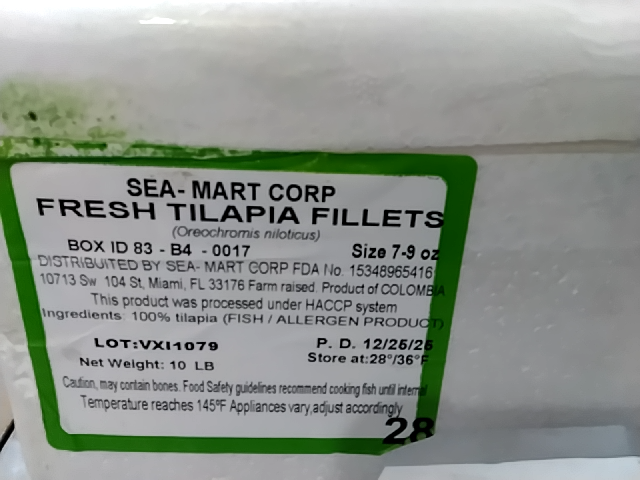 SEA- MART CORP
FRESH TILAPIA FILLETS
(Oreochromis niloticus)
BOX ID 83 - B4 - 0017 Size 7-9 oz
DISTRIBUTED BY SEA- MART CORP FDA No. 15348965416
10713 Sw 104 St, Miami, FL 33176 Farm raised. Product of COLOMBIA
This product was processed under HACCP system
Ingredients: 100% tilapia (FISH / ALLERGEN PRODUCT)
LOT:VXI1079 P. D. 12/25/25
Net Weight: 10 LB Store at:28°/36°F
Caution, may contain bones. Food Safety guidelines recommend cooking fish until internal
Temperature reaches 145ºF Appliances vary,adjust accordingly
28